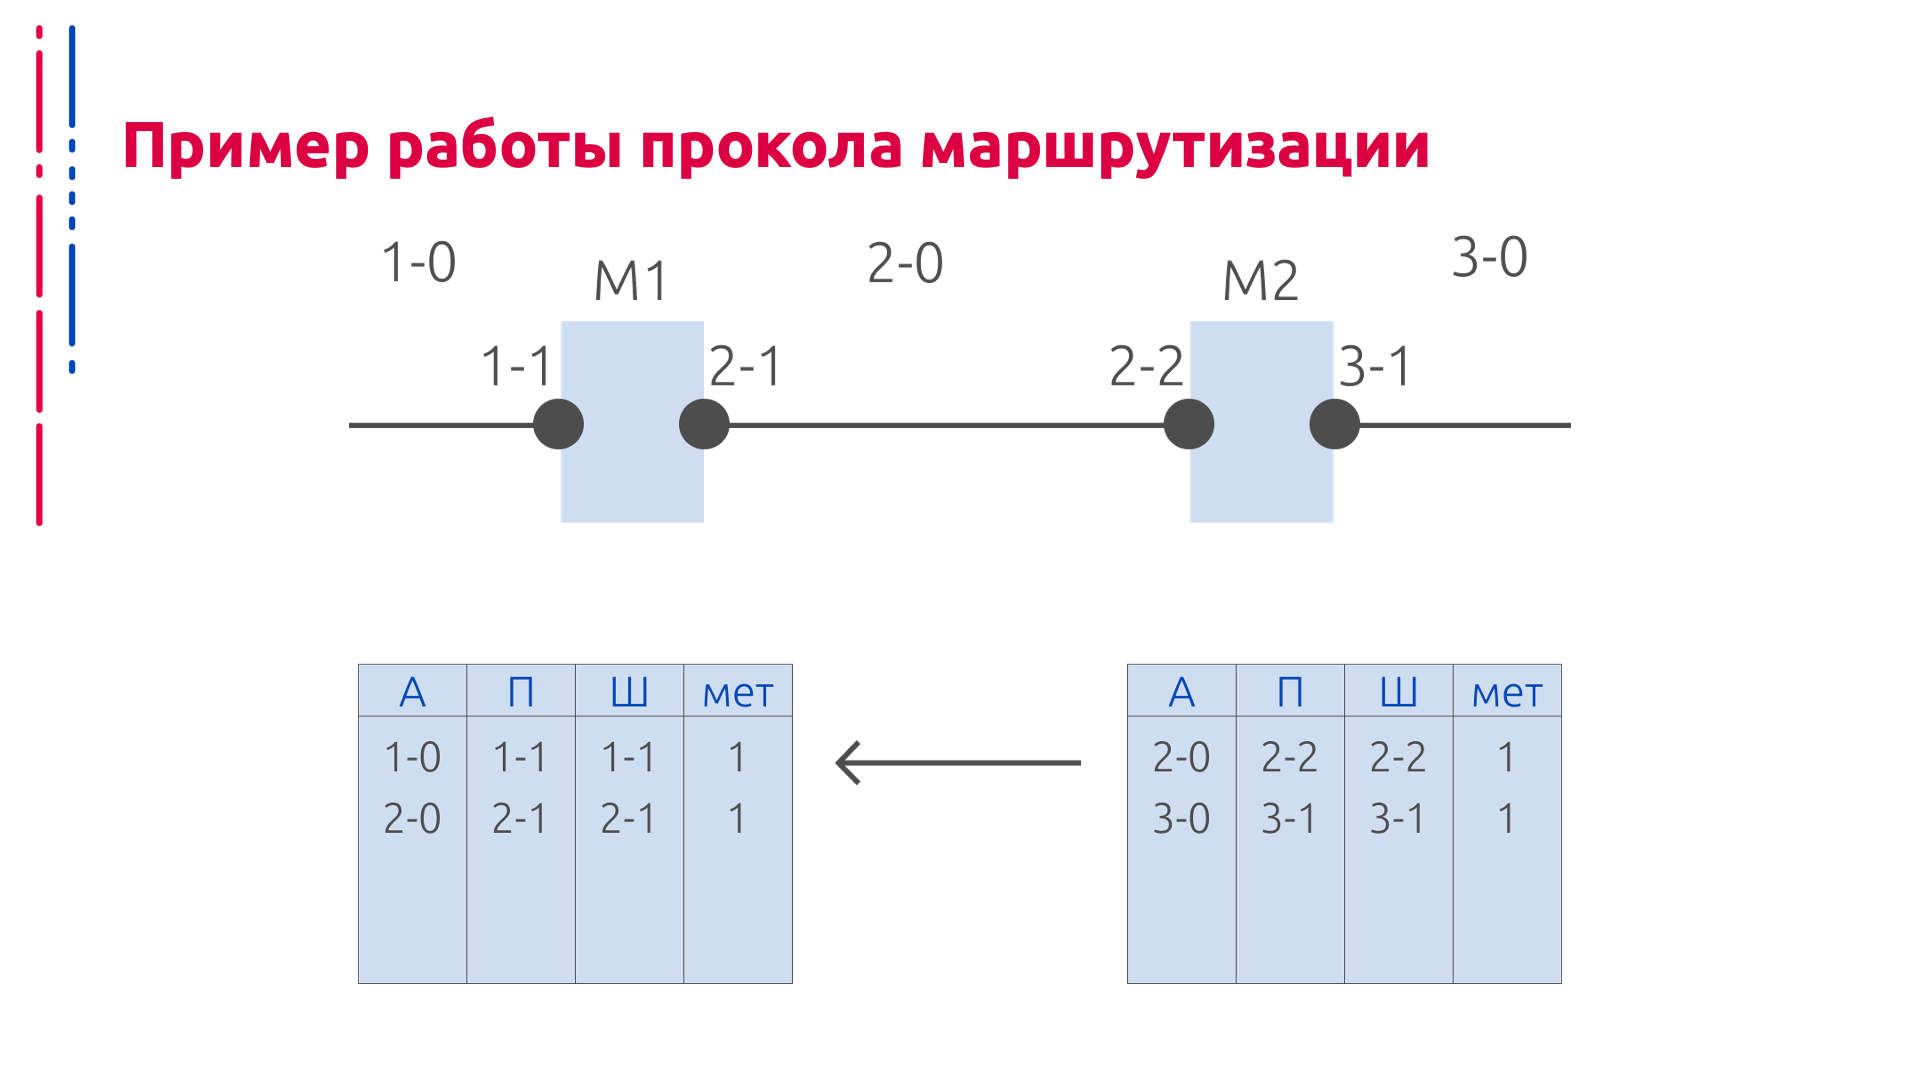 Пример работы прокола маршрутизации
1-0 М1 2-0 М2 3-0
1-1 2-1 2-2 3-1
А П Ш мет
1-0 1-1 1-1 1
2-0 2-1 2-1 1
А П Ш мет
2-0 2-2 2-2 1
3-0 3-1 3-1 1